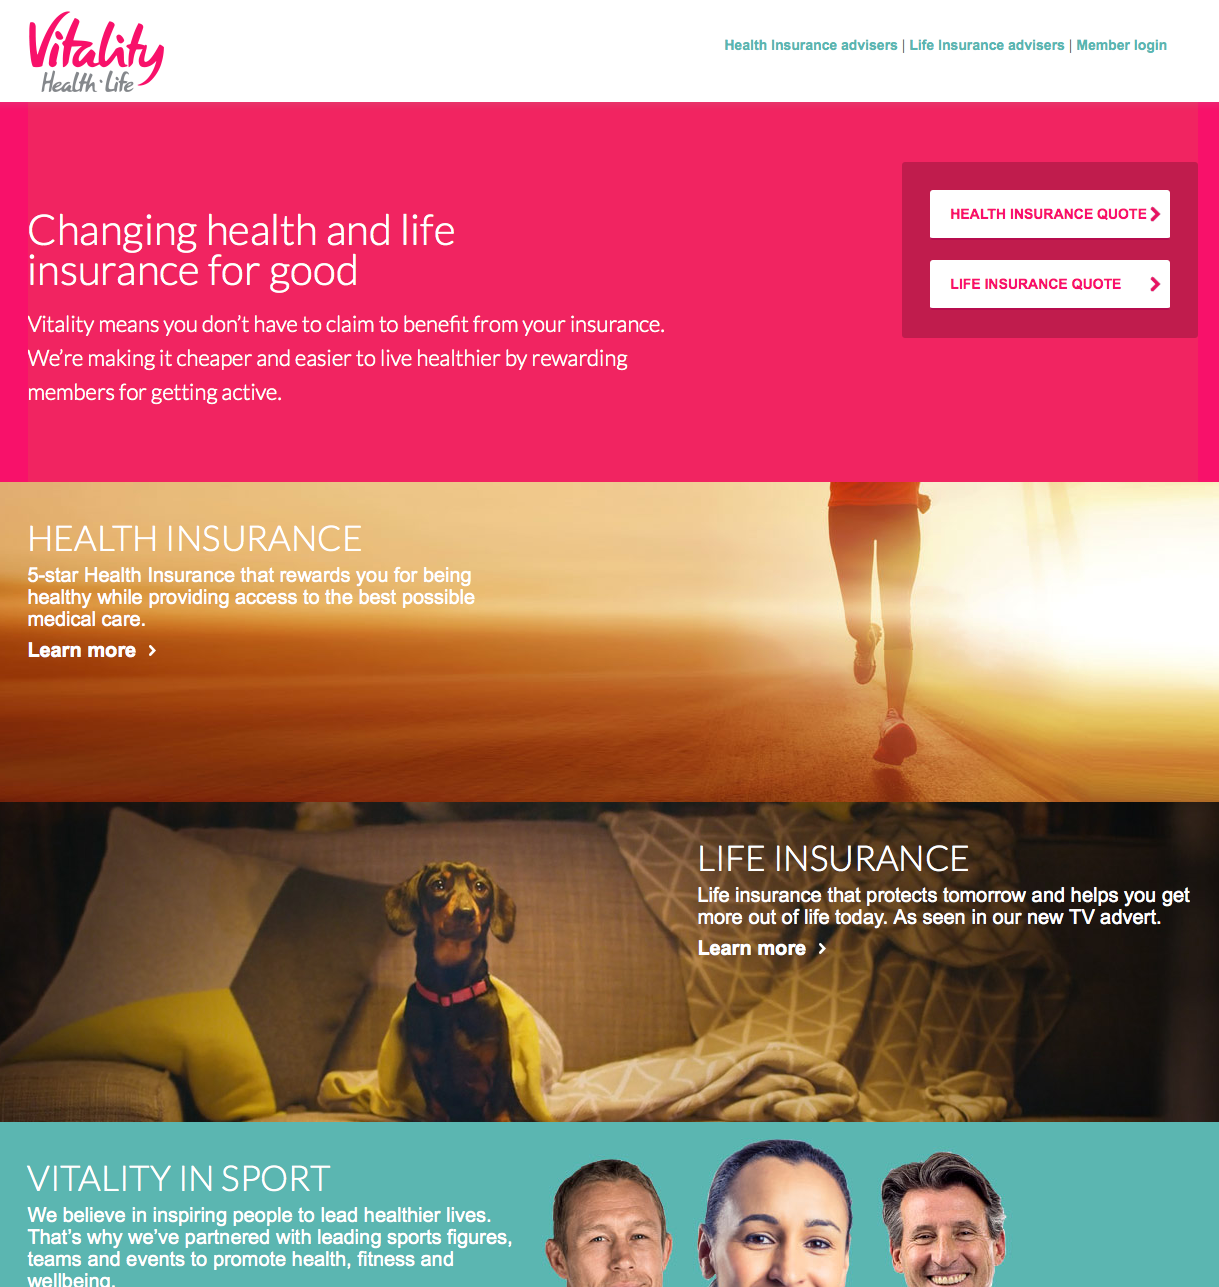 Vitality
Health · Life
Health Insurance advisers | Life Insurance advisers | Member login
Changing health and life
insurance for good
Vitality means you don’t have to claim to benefit from your insurance.
We’re making it cheaper and easier to live healthier by rewarding
members for getting active.
HEALTH INSURANCE QUOTE
LIFE INSURANCE QUOTE
HEALTH INSURANCE
5-star Health Insurance that rewards you for being
healthy while providing access to the best possible
medical care.
Learn more
LIFE INSURANCE
Life insurance that protects tomorrow and helps you get
more out of life today. As seen in our new TV advert.
Learn more
VITALITY IN SPORT
We believe in inspiring people to lead healthier lives.
That’s why we’ve partnered with leading sports figures,
teams and events to promote health, fitness and
wellbeing.